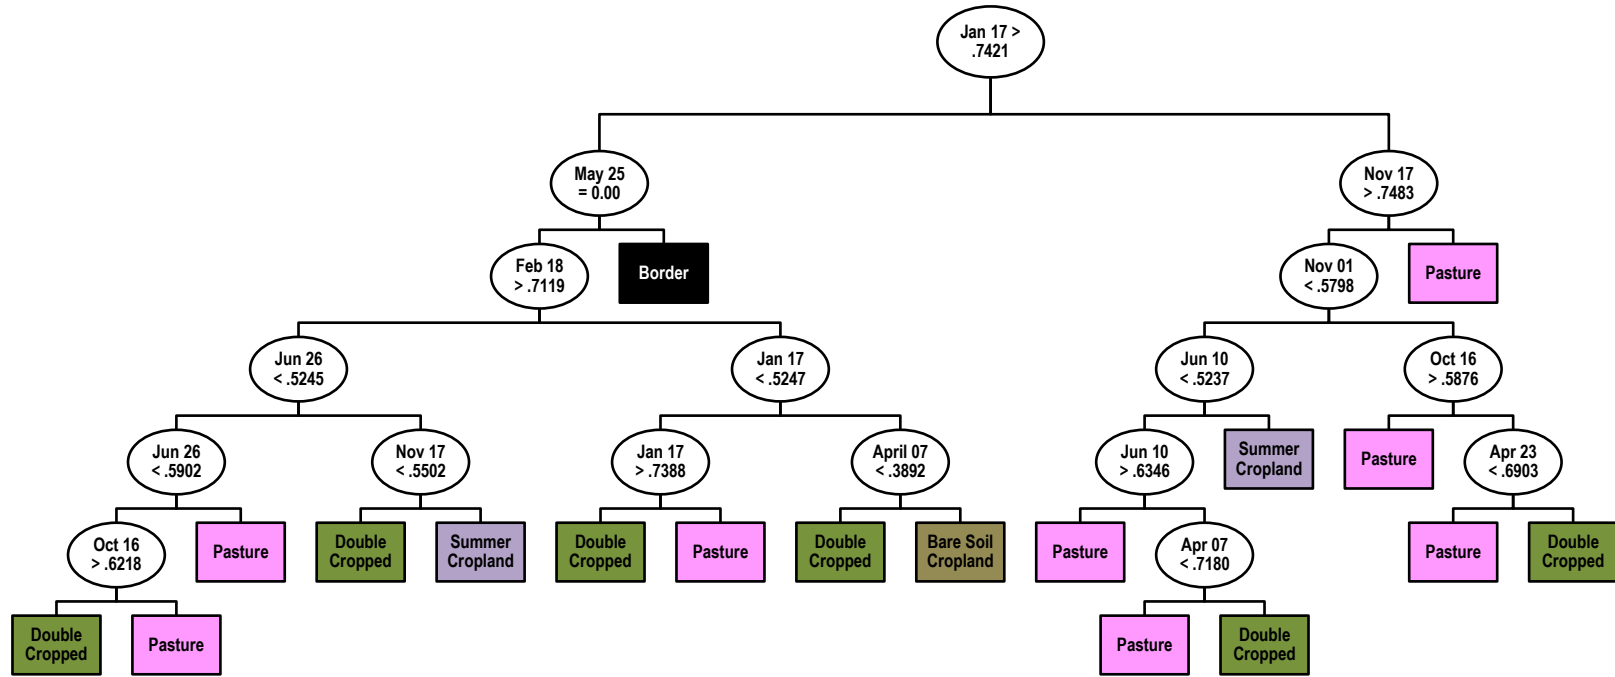 Jan 17 >
.7421
May 25
= 0.00
Nov 17
> .7483
Feb 18
> .7119
Border
Nov 01
< .5798
Pasture
Jun 26
< .5245
Jan 17
< .5247
Jun 10
< .5237
Oct 16
> .5876
Jun 26
< .5902
Nov 17
< .5502
Jan 17
> .7388
April 07
< .3892
Jun 10
> .6346
Summer
Cropland
Pasture
Apr 23
< .6903
Oct 16
> .6218
Pasture
Double
Cropped
Summer
Cropland
Double
Cropped
Pasture
Double
Cropped
Bare Soil
Cropland
Pasture
Apr 07
< .7180
Pasture
Double
Cropped
Double
Cropped
Pasture
Pasture
Double
Cropped